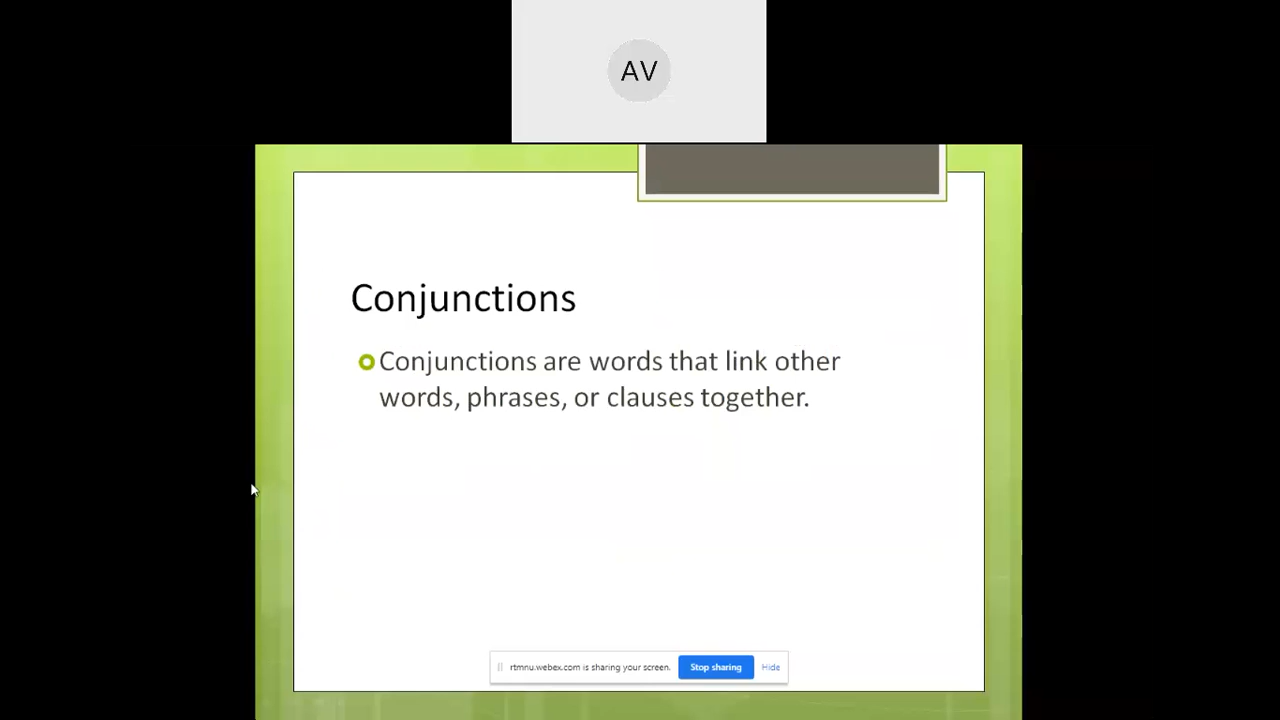 AV
Conjunctions
Conjunctions are words that link other
words, phrases, or clauses together.
rtmnu.webex.com is sharing your screen. Stop sharing Hide